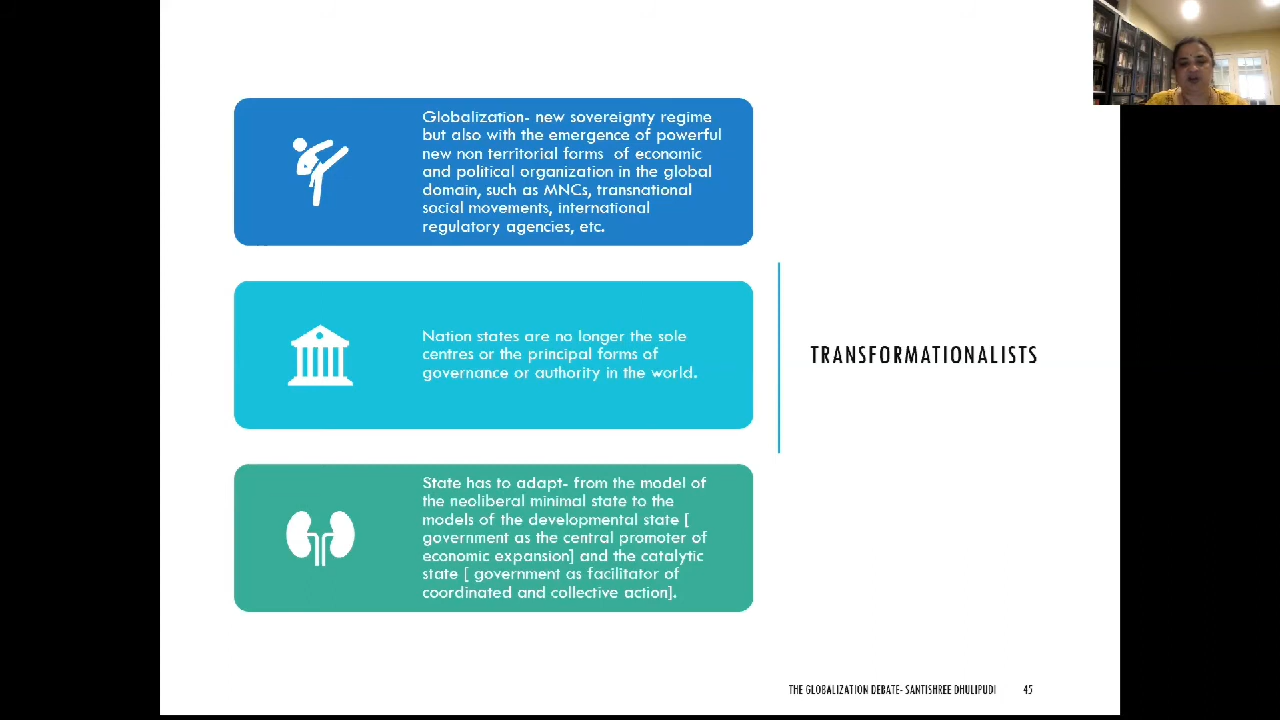 Globalization- new sovereignty regime
but also with the emergence of powerful
new non territorial forms  of economic
and political organization in the global
domain, such as MNCs, transnational
social movements, international
regulatory agencies, etc.
Nation states are no longer the sole
centres or the principal forms of
governance or authority in the world.
State has to adapt- from the model of
the neoliberal minimal state to the
models of the developmental state [
government as the central promoter of
economic expansion] and the catalytic
state [ government as facilitator of
coordinated and collective action].
TRANSFORMATIONALISTS
THE GLOBALIZATION DEBATE- SANTISHREE DHULIPUDI 45